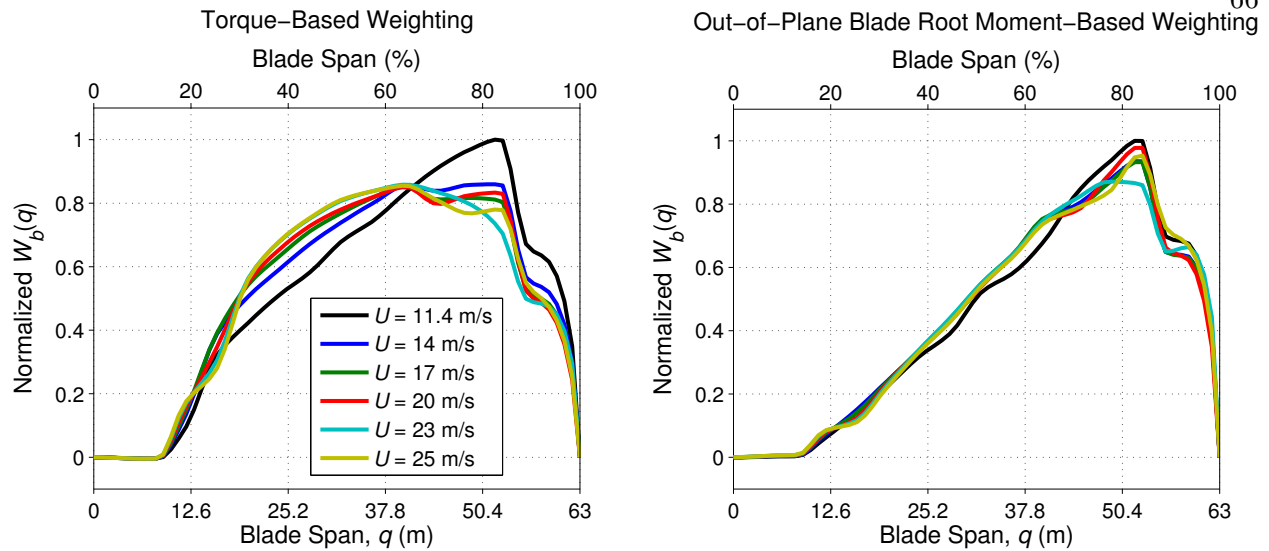 Torque−Based Weighting
Blade Span (%)
0 20 40 60 80 100
1
0.8
0.6
0.4
0.2
0
Normalized W_b(q)
U = 11.4 m/s
U = 14 m/s
U = 17 m/s
U = 20 m/s
U = 23 m/s
U = 25 m/s
0 12.6 25.2 37.8 50.4 63
Blade Span, q (m)
Out−of−Plane Blade Root Moment−Based Weighting
Blade Span (%)
0 20 40 60 80 100
1
0.8
0.6
0.4
0.2
0
Normalized W_b(q)
0 12.6 25.2 37.8 50.4 63
Blade Span, q (m)